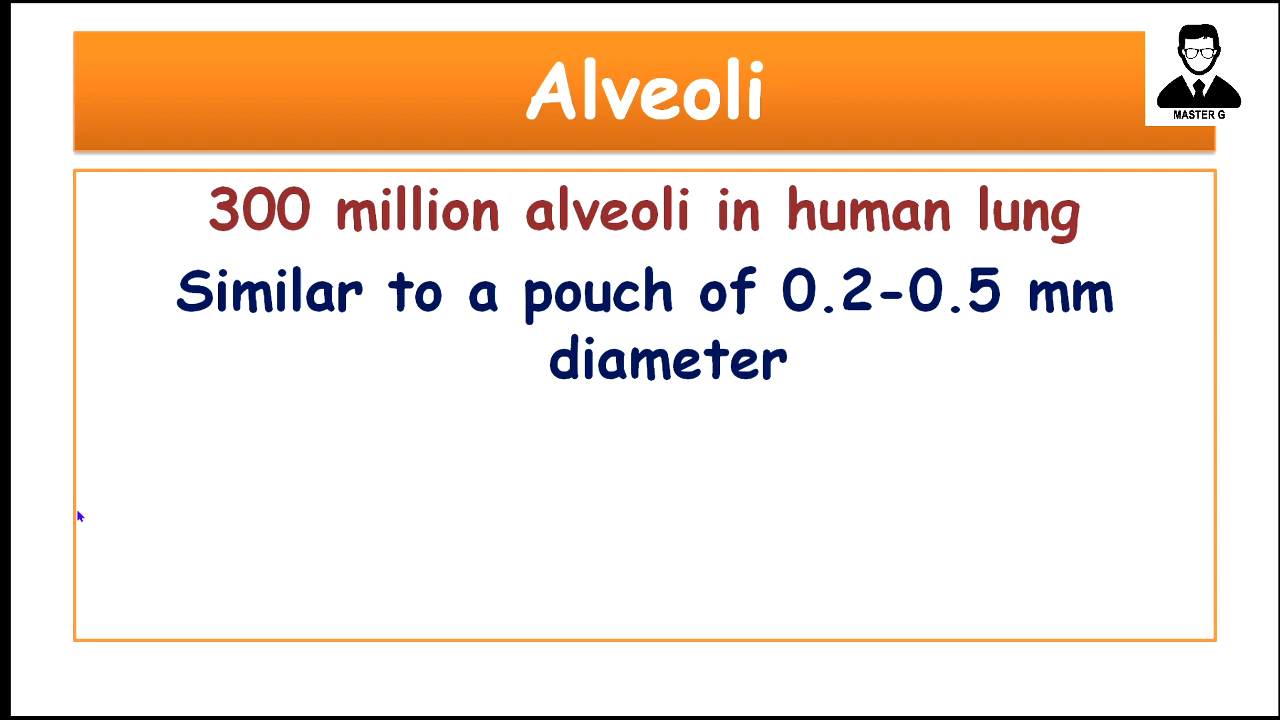 Alveoli
MASTER G
300 million alveoli in human lung
Similar to a pouch of 0.2-0.5 mm
diameter